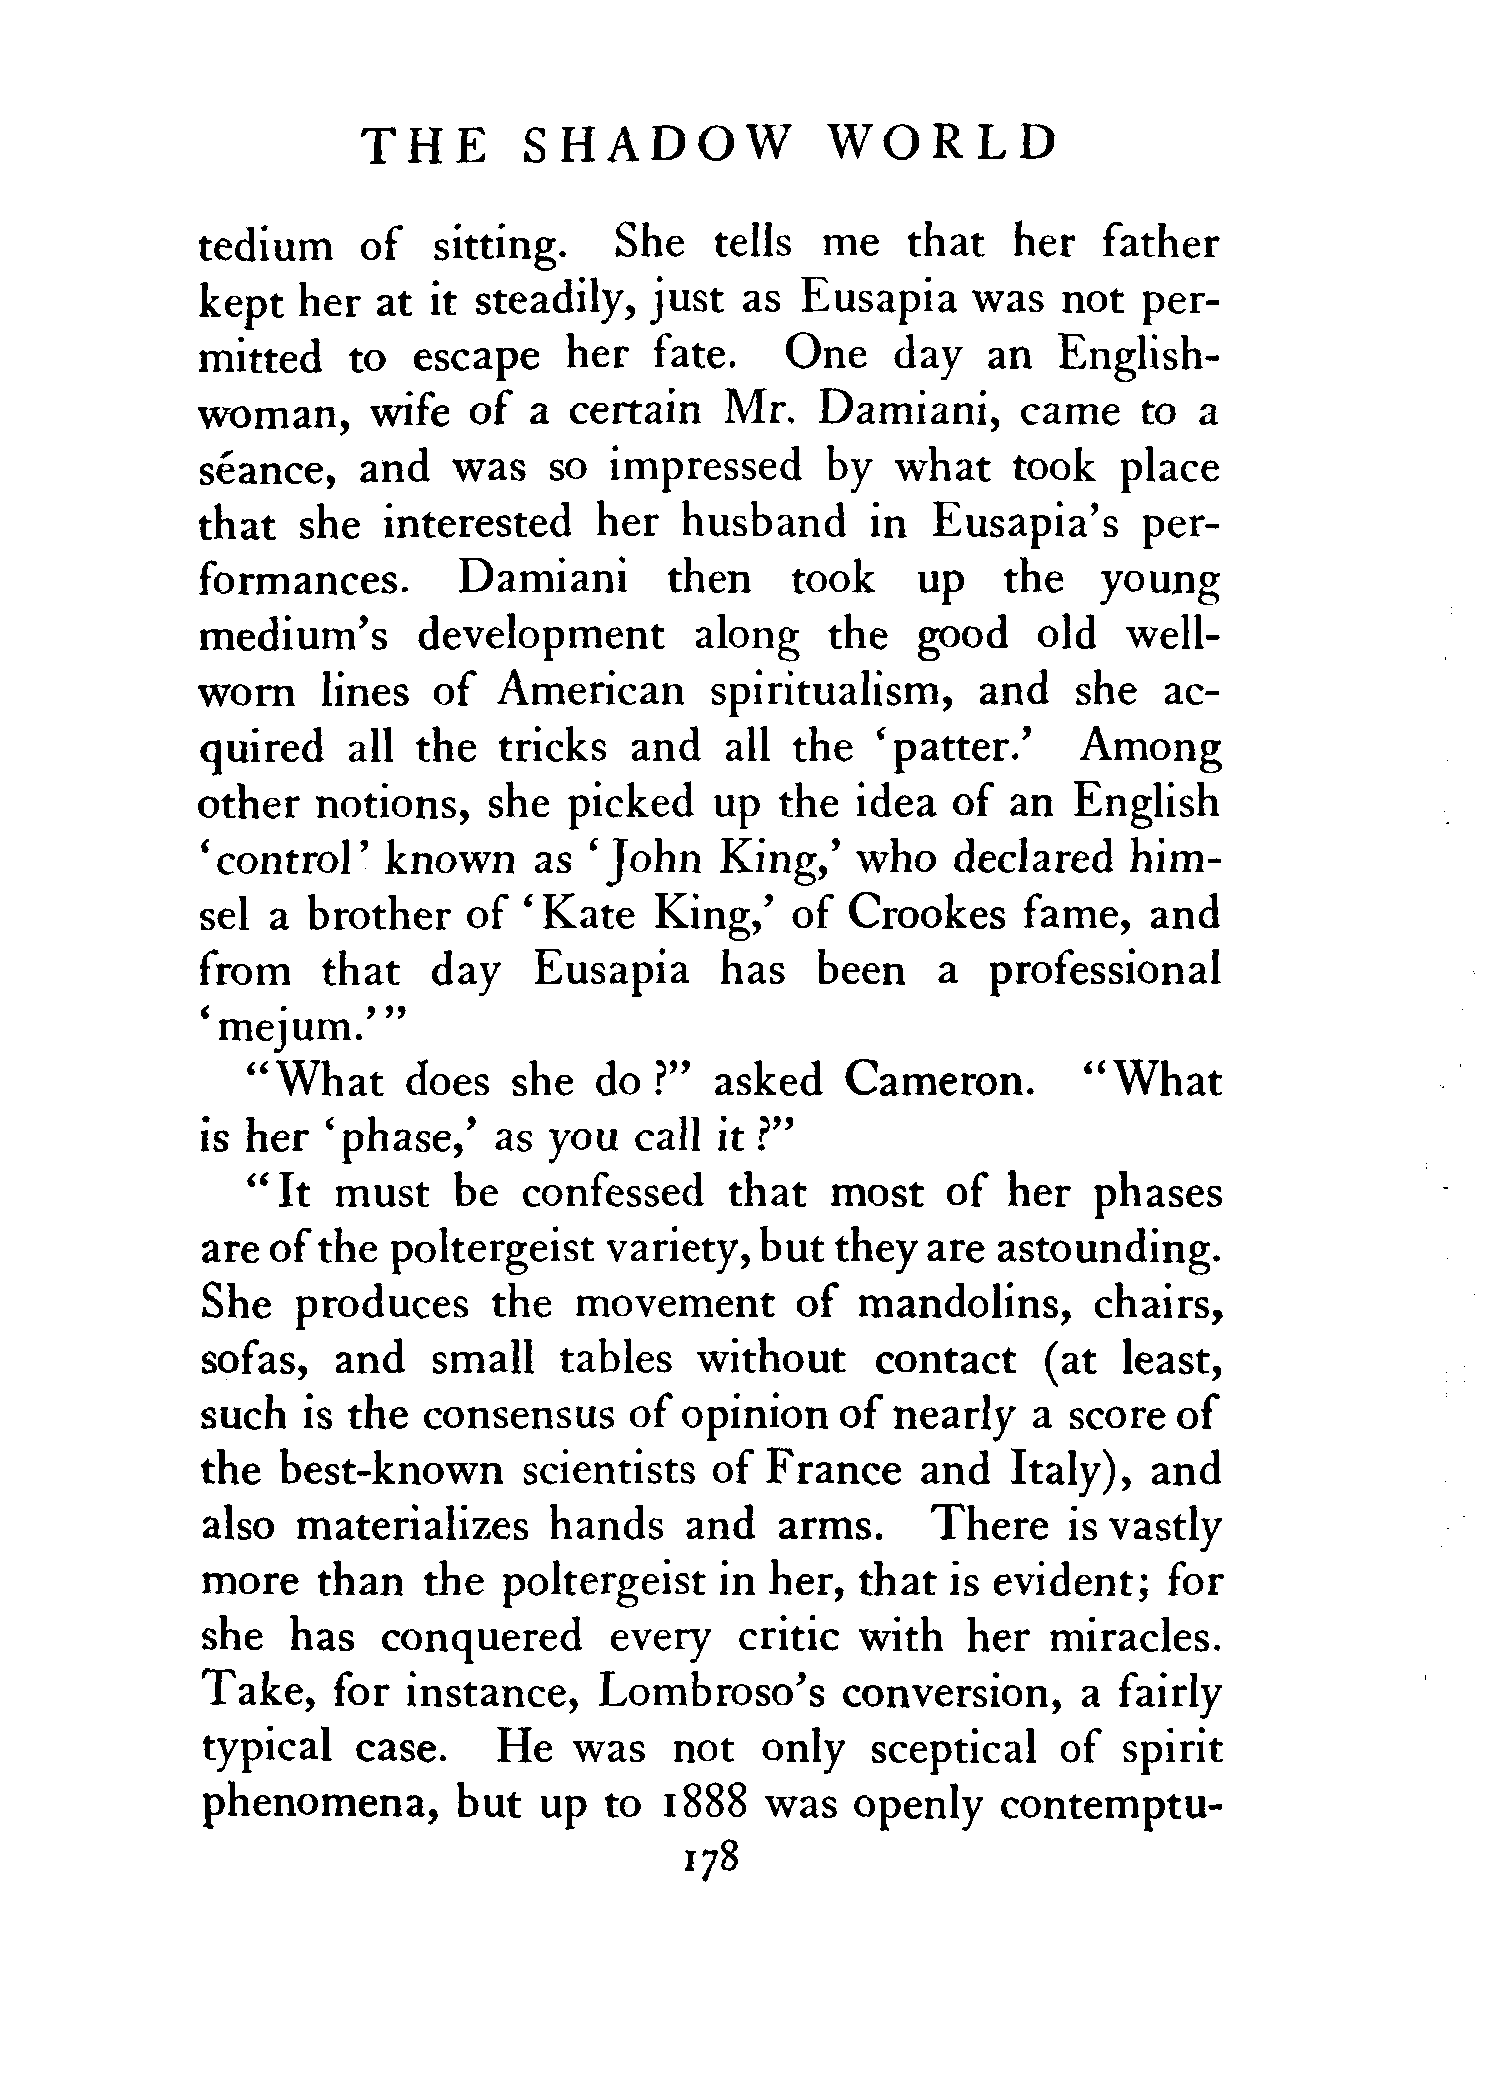 THE SHADOW WORLD
tedium of sitting. She tells me that her father
kept her at it steadily, just as Eusapia was not per-
mitted to escape her fate. One day an English-
woman, wife of a certain Mr. Damiani, came to a
séance, and was so impressed by what took place
that she interested her husband in Eusapia's per-
formances. Damiani then took up the young
medium's development along the good old well-
worn lines of American spiritualism, and she ac-
quired all the tricks and all the 'patter.' Among
other notions, she picked up the idea of an English
'control' known as 'John King,' who declared him-
sel a brother of 'Kate King,' of Crookes fame, and
from that day Eusapia has been a professional
'mejum.'"
"What does she do?" asked Cameron. "What
is her 'phase,' as you call it?"
"It must be confessed that most of her phases
are of the poltergeist variety, but they are astounding.
She produces the movement of mandolins, chairs,
sofas, and small tables without contact (at least,
such is the consensus of opinion of nearly a score of
the best-known scientists of France and Italy), and
also materializes hands and arms. There is vastly
more than the poltergeist in her, that is evident; for
she has conquered every critic with her miracles.
Take, for instance, Lombroso's conversion, a fairly
typical case. He was not only sceptical of spirit
phenomena, but up to 1888 was openly contemptu-
178